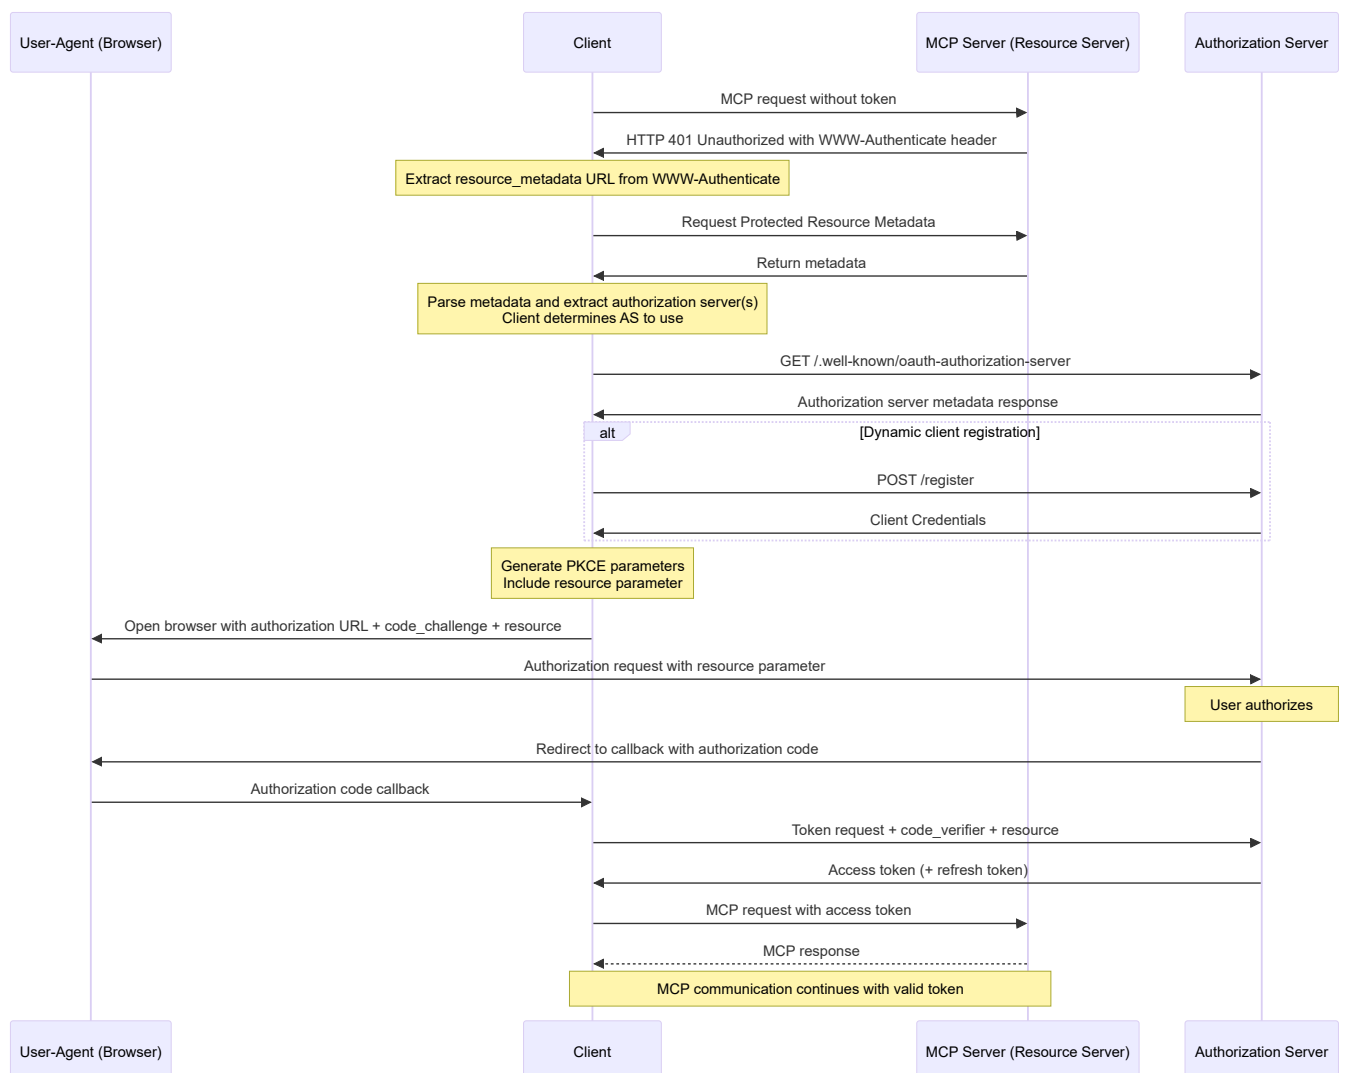 User-Agent (Browser)
Client
MCP Server (Resource Server)
Authorization Server
MCP request without token
HTTP 401 Unauthorized with WWW-Authenticate header
Extract resource_metadata URL from WWW-Authenticate
Request Protected Resource Metadata
Return metadata
Parse metadata and extract authorization server(s)
Client determines AS to use
GET /.well-known/oauth-authorization-server
Authorization server metadata response
alt
[Dynamic client registration]
POST /register
Client Credentials
Generate PKCE parameters
Include resource parameter
Open browser with authorization URL + code_challenge + resource
Authorization request with resource parameter
User authorizes
Redirect to callback with authorization code
Authorization code callback
Token request + code_verifier + resource
Access token (+ refresh token)
MCP request with access token
MCP response
MCP communication continues with valid token
User-Agent (Browser)
Client
MCP Server (Resource Server)
Authorization Server